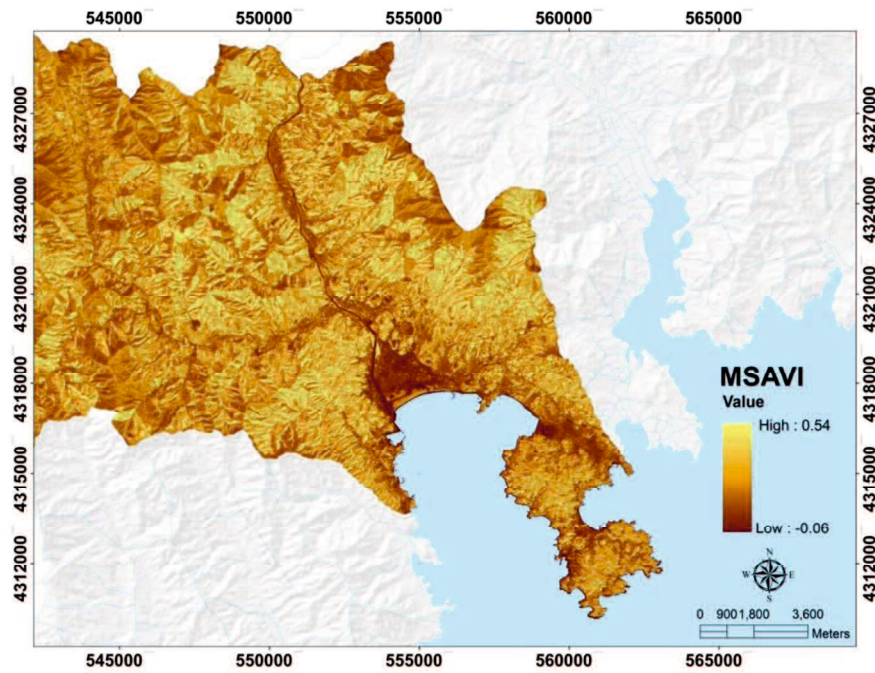 545000 550000 555000 560000 565000
4327000 4327000
4324000 4324000
4321000 4321000
4318000 4318000
4315000 4315000
4312000 4312000
MSAVI
Value
High : 0.54
Low : -0.06
N
W E
S
0 9001,800 3,600
Meters
545000 550000 555000 560000 565000